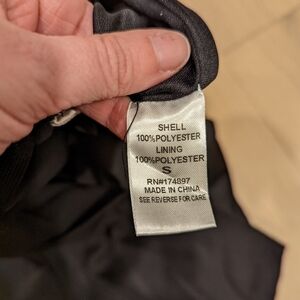 SHELL
100%POLYESTER
LINING
100%POLYESTER
S
RN#174897
MADE IN CHINA
SEE REVERSE FOR CARE